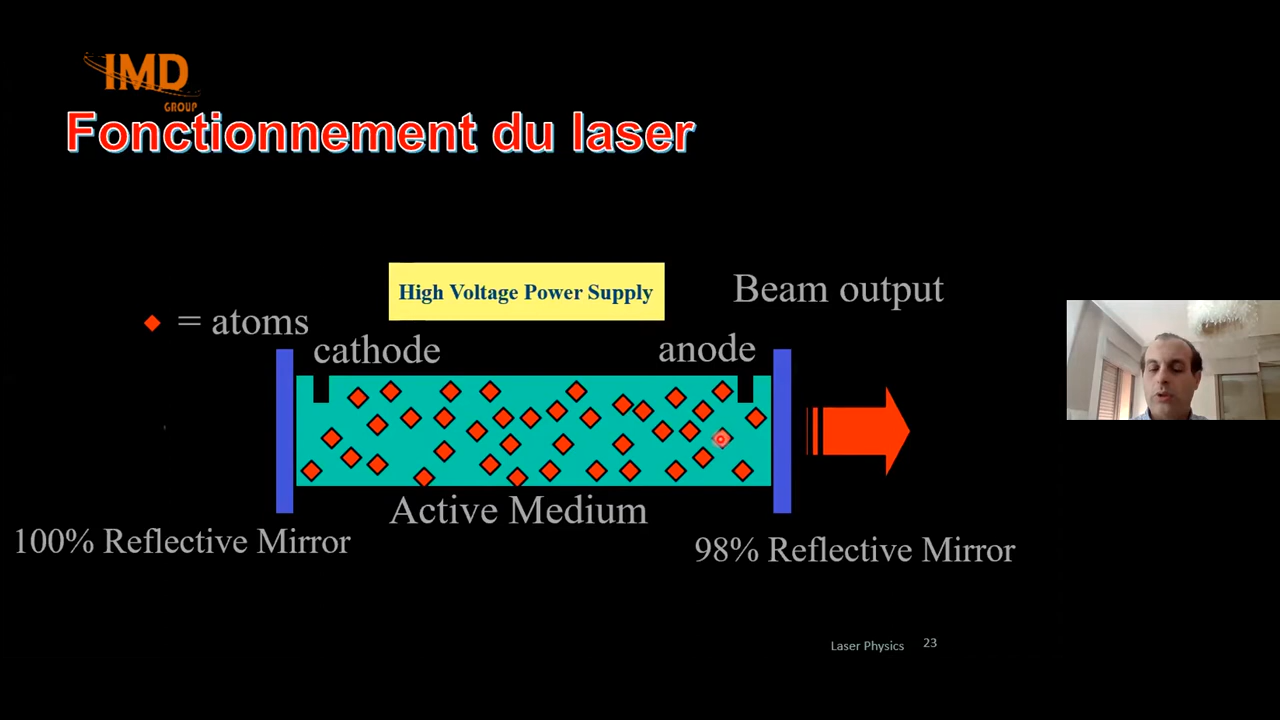 IMD
GROUP
Fonctionnement du laser
High Voltage Power Supply
Beam output
= atoms
cathode
anode
Active Medium
100% Reflective Mirror
98% Reflective Mirror
Laser Physics 23